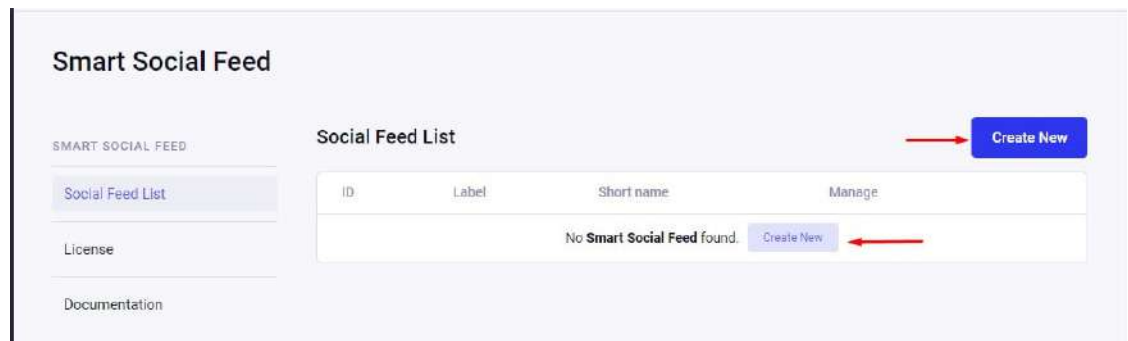 Smart Social Feed
SMART SOCIAL FEED
Social Feed List
License
Documentation
Social Feed List
Create New
ID Label Short name Manage
No Smart Social Feed found. Create New